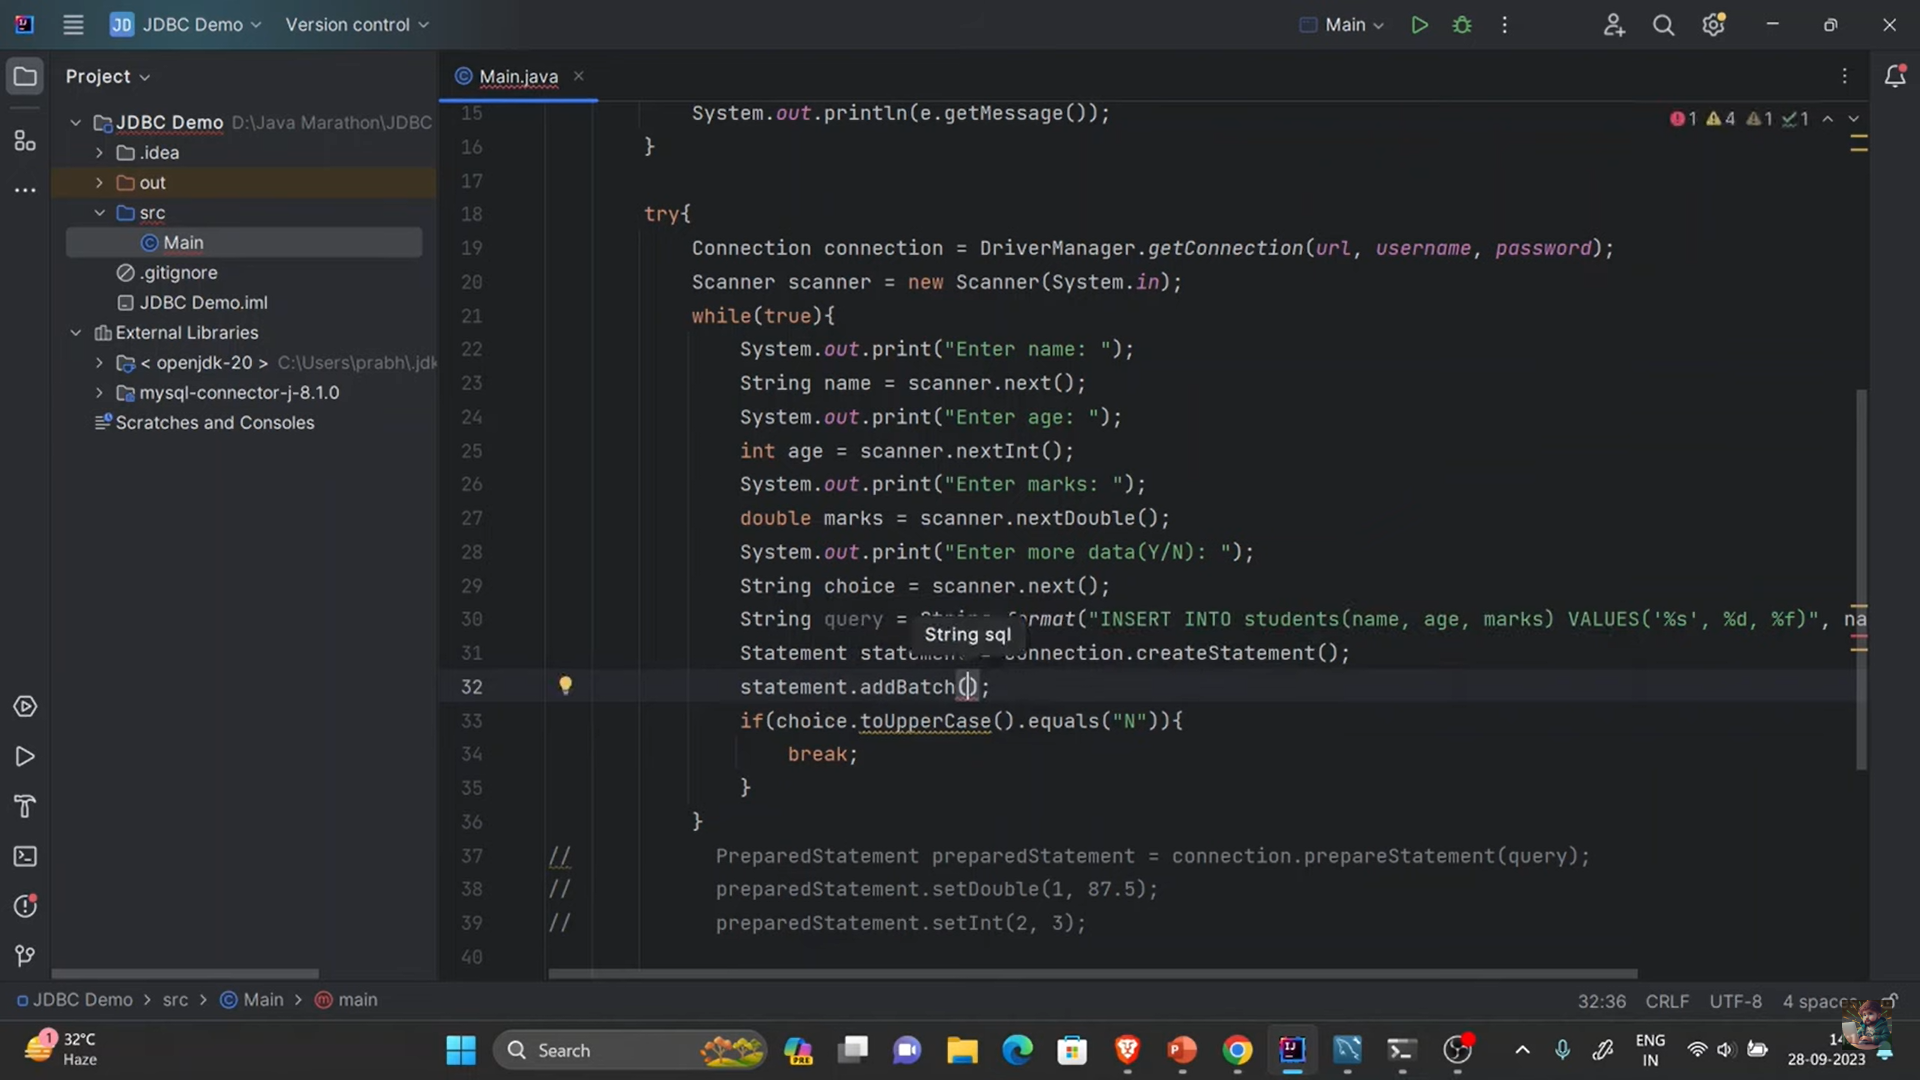 JD JDBC Demo Version control Main
Project
Main.java
JDBC Demo D:\Java Marathon\JDBC
.idea
out
src
Main
.gitignore
JDBC Demo.iml
External Libraries
< openjdk-20 > C:\Users\prabh\.jdk
mysql-connector-j-8.1.0
Scratches and Consoles
1 4 1 1
15 System.out.println(e.getMessage());
16 }
17
18 try{
19 Connection connection = DriverManager.getConnection(url, username, password);
20 Scanner scanner = new Scanner(System.in);
21 while(true){
22 System.out.print("Enter name: ");
23 String name = scanner.next();
24 System.out.print("Enter age: ");
25 int age = scanner.nextInt();
26 System.out.print("Enter marks: ");
27 double marks = scanner.nextDouble();
28 System.out.print("Enter more data(Y/N): ");
29 String choice = scanner.next();
30 String query = String.format("INSERT INTO students(name, age, marks) VALUES('%s', %d, %f)", na
String sql
31 Statement statement = connection.createStatement();
32 statement.addBatch();
33 if(choice.toUpperCase().equals("N")){
34 break;
35 }
36 }
37 // PreparedStatement preparedStatement = connection.prepareStatement(query);
38 // preparedStatement.setDouble(1, 87.5);
39 // preparedStatement.setInt(2, 3);
40
JDBC Demo > src > Main > main 32:36 CRLF UTF-8 4 spaces
1 32°C
Haze
Search
PRE
ENG
IN
28-09-2023